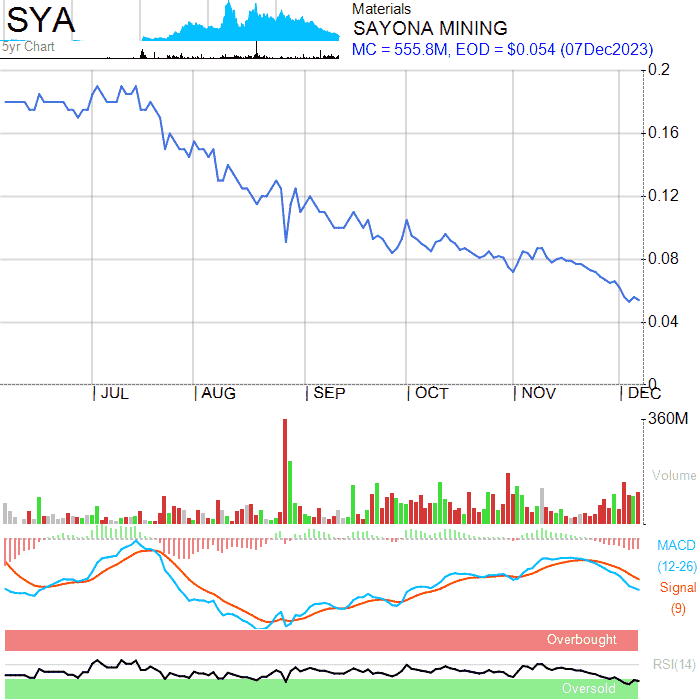 SYA
5yr Chart
Materials
SAYONA MINING
MC = 555.8M, EOD = $0.054 (07Dec2023)
0.2
0.16
0.12
0.08
0.04
0
JUL
AUG
SEP
OCT
NOV
DEC
360M
Volume
MACD
(12-26)
Signal
(9)
Overbought
RSI(14)
Oversold